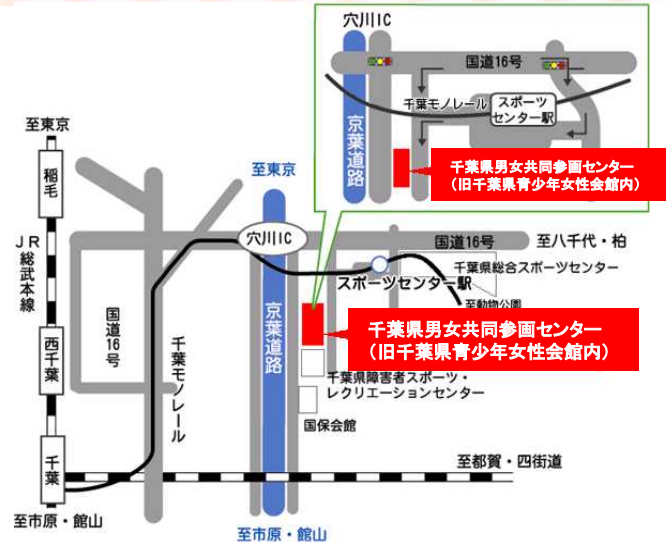 穴川IC
国道16号
千葉モノレール
スポーツ
センター駅
京葉道路
千葉県男女共同参画センター
(旧千葉県青少年女性会館内)
至東京
稲毛
JR総武本線
西千葉
千葉
至市原・館山
国道16号
千葉モノレール
至東京
穴川IC
京葉道路
国道16号
至八千代・柏
千葉県総合スポーツセンター
スポーツセンター駅
至動物公園
千葉県男女共同参画センター
(旧千葉県青少年女性会館内)
千葉県障害者スポーツ・
レクリエーションセンター
国保会館
至都賀・四街道
至市原・館山